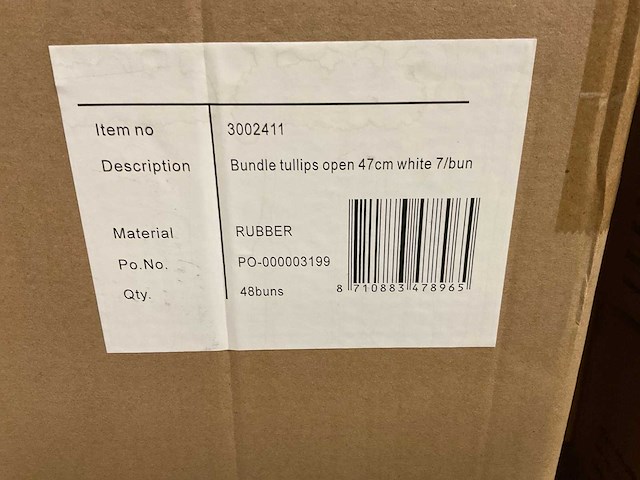 Item no 3002411
Description Bundle tullips open 47cm white 7/bun
Material RUBBER
Po.No. PO-000003199
Qty. 48buns
8 710883 478965